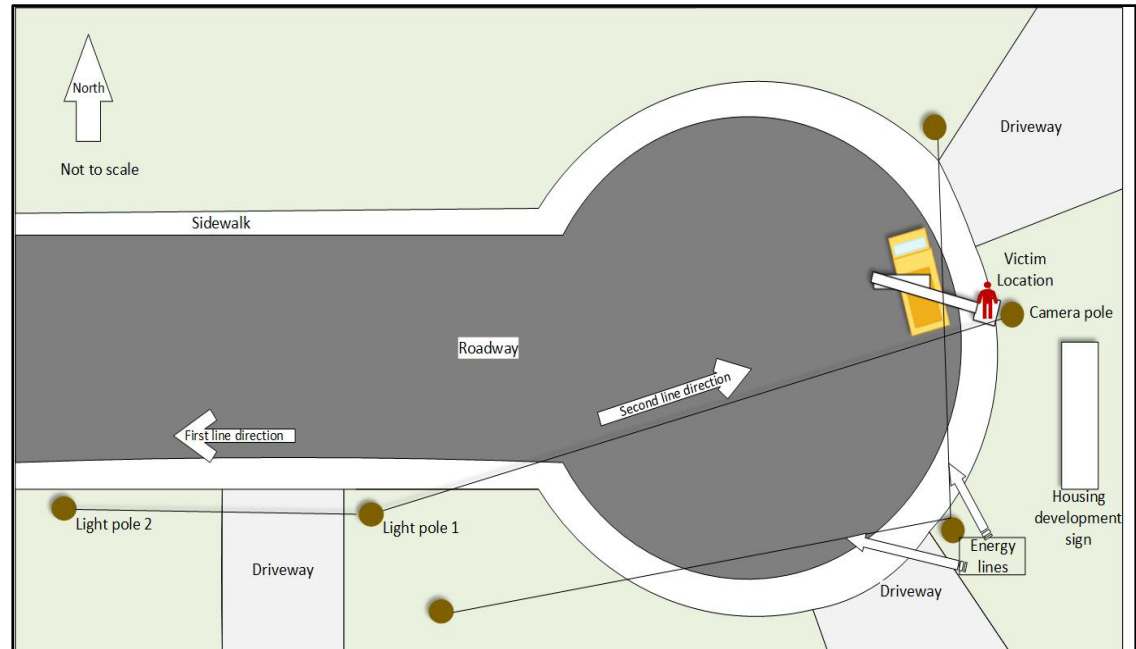 North
Not to scale
Sidewalk
Driveway
Victim
Location
Camera pole
Roadway
Second line direction
First line direction
Light pole 2
Light pole 1
Driveway
Housing
development
sign
Energy
lines
Driveway